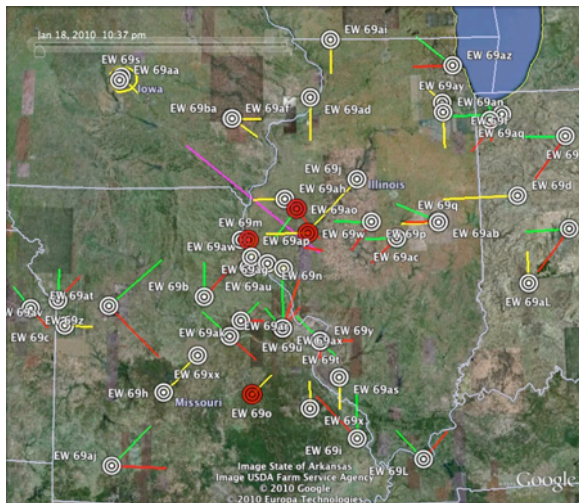 Jan 18, 2010 10:37 pm
EW 69ai
EW 69s
EW 69aa
Iowa
EW 69az
EW 69ay
EW 69an
EW 69ba
EW 69af
EW 69ad
EW 69aq
EW 69j
Illinois
EW 69ah
EW 69d
EW 69ao
EW 69q
EW 69m
EW 69w
EW 69p
EW 69ab
EW 69aw
EW 69ap
EW 69ac
EW 69n
EW 69b
EW 69au
EW 69aL
EW 69at
EW 69z
EW 69c
EW 69ak
EW 69y
EW 69ax
EW 69u
EW 69t
EW 69xx
EW 69as
EW 69h
Missouri
EW 69o
EW 69x
EW 69i
EW 69aj
EW 69L
Image State of Arkansas
Image USDA Farm Service Agency
© 2010 Google
© 2010 Europa Technologies
Google